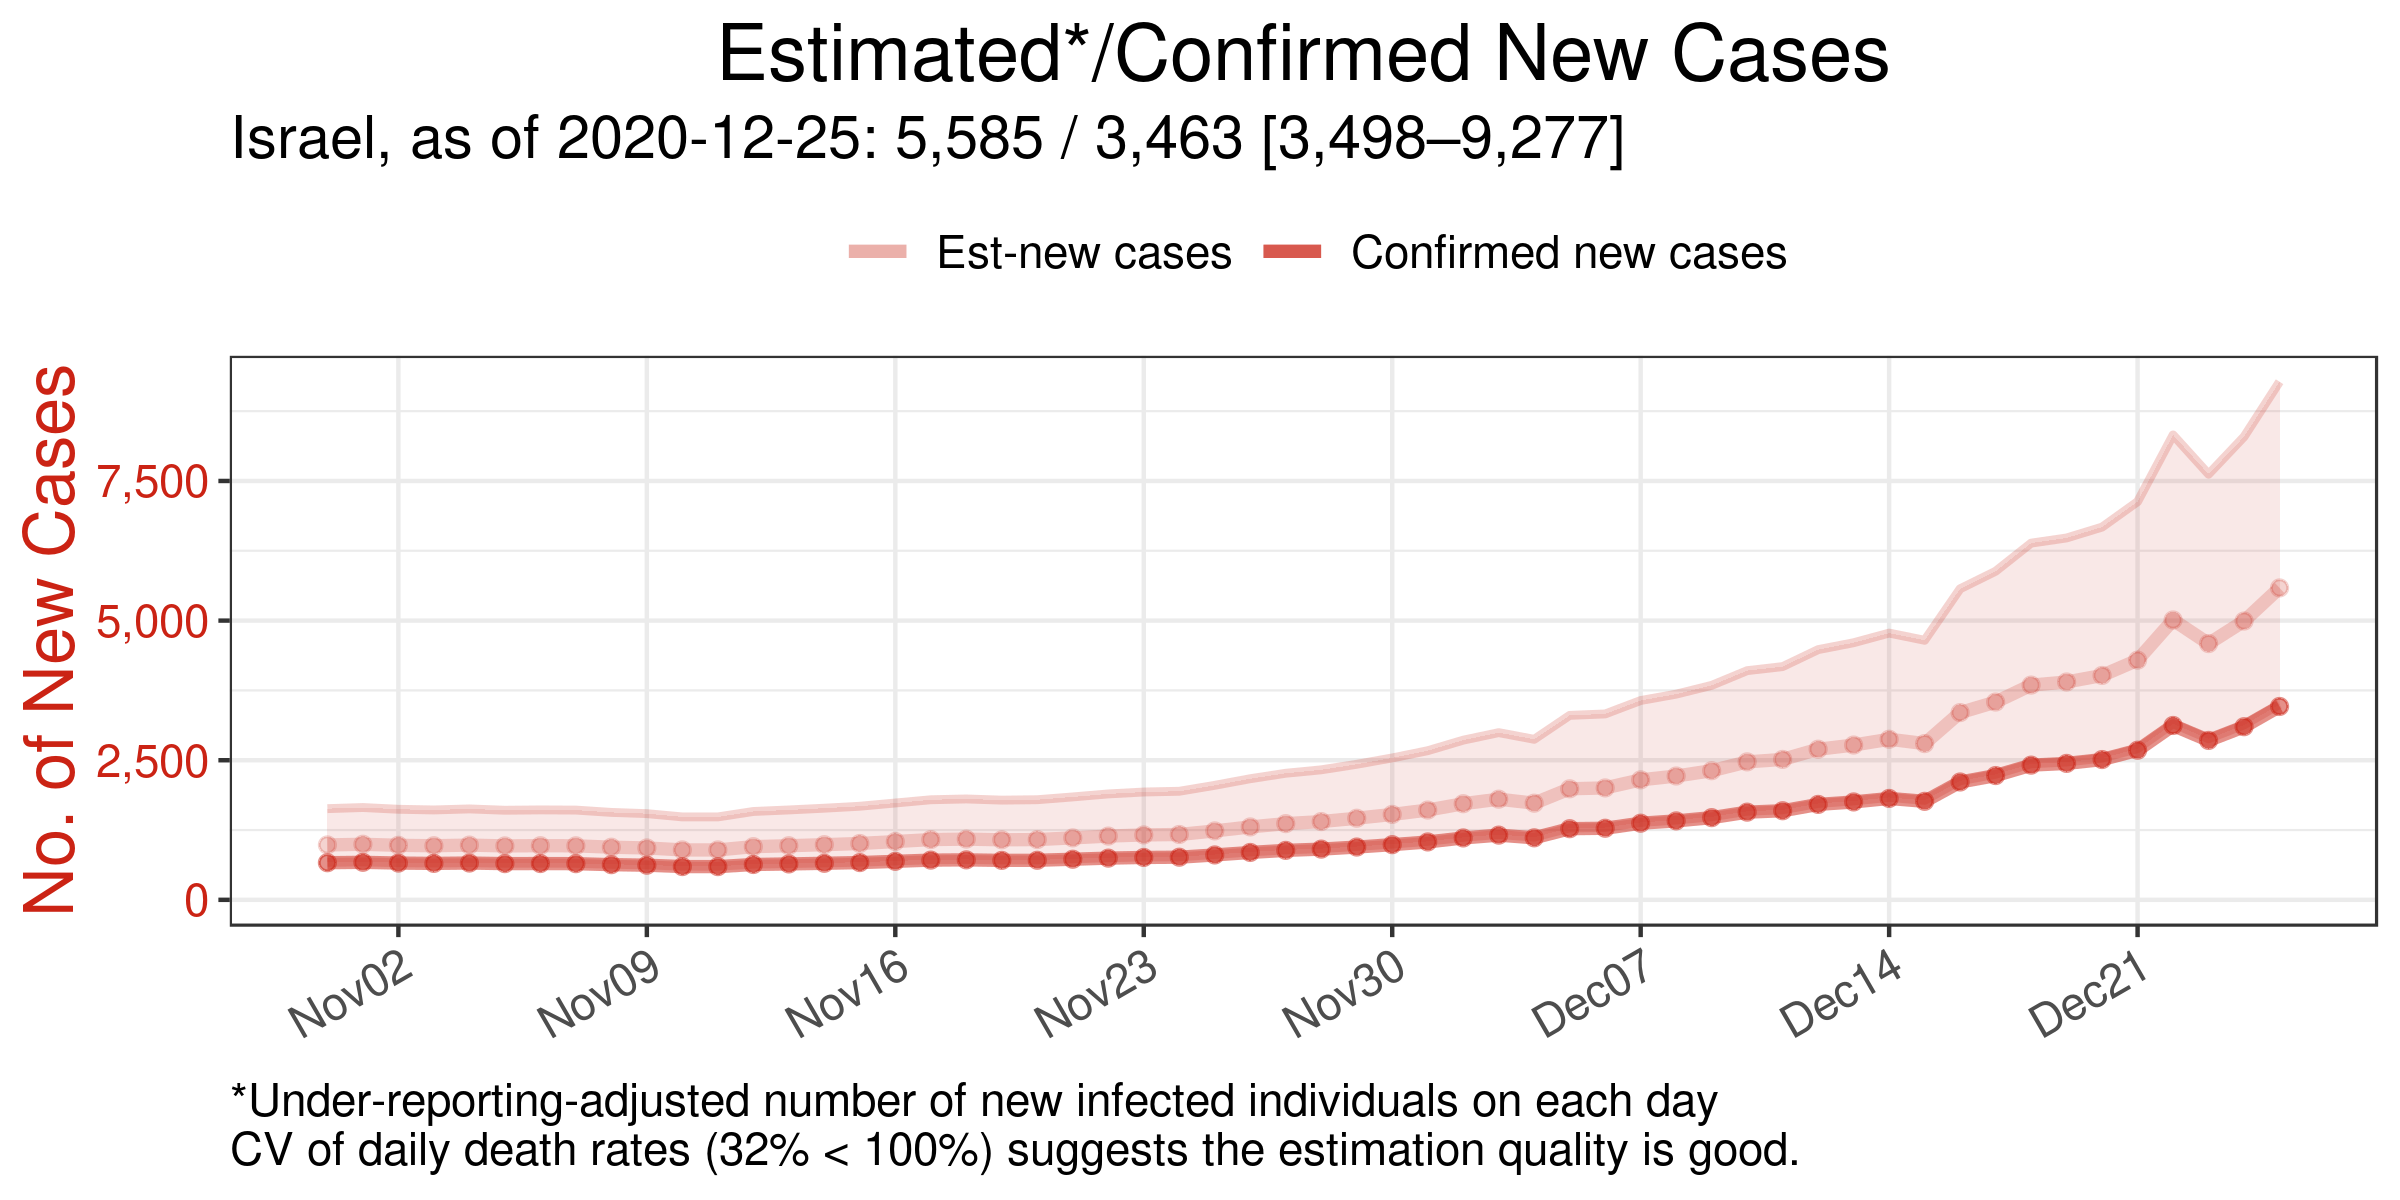 Estimated*/Confirmed New Cases
Israel, as of 2020-12-25: 5,585 / 3,463 [3,498–9,277]
Est-new cases
Confirmed new cases
No. of New Cases
7,500
5,000
2,500
0
Nov02
Nov09
Nov16
Nov23
Nov30
Dec07
Dec14
Dec21
*Under-reporting-adjusted number of new infected individuals on each day
CV of daily death rates (32% < 100%) suggests the estimation quality is good.